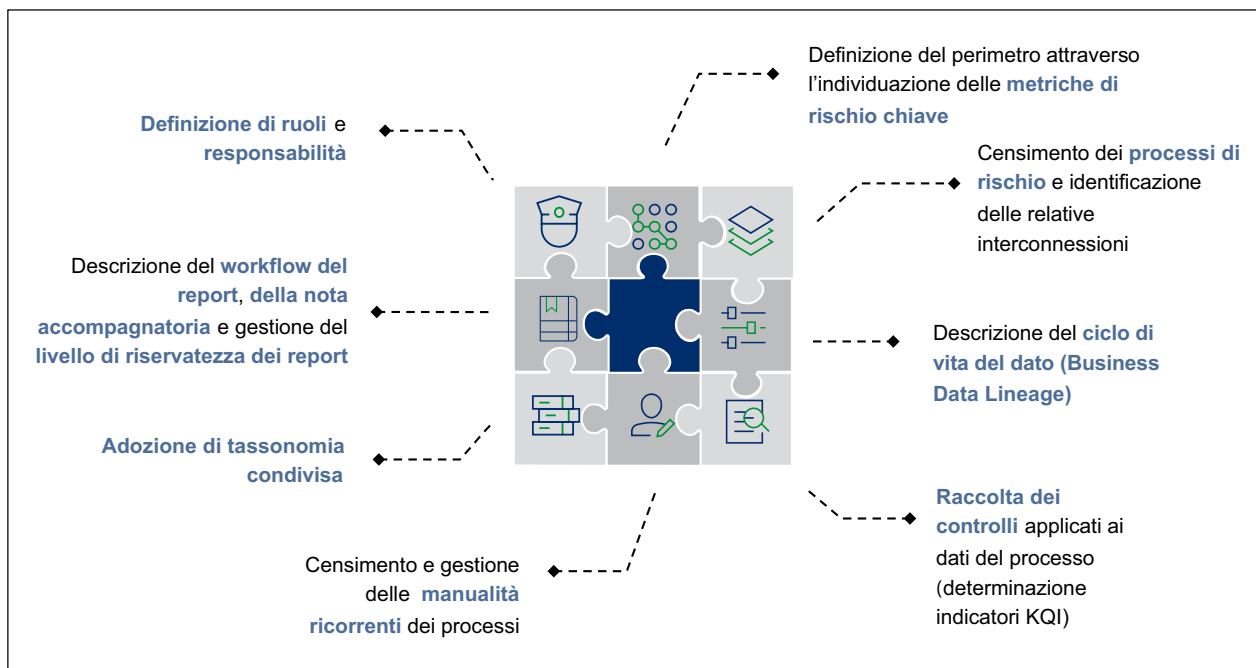 Definizione del perimetro attraverso
l'individuazione delle metriche di
rischio chiave
Definizione di ruoli e
responsabilità
Censimento dei processi di
rischio e identificazione
delle relative
interconnessioni
Descrizione del workflow del
report, della nota
accompagnatoria e gestione del
livello di riservatezza dei report
Descrizione del ciclo di
vita del dato (Business
Data Lineage)
Adozione di tassonomia
condivisa
Raccolta dei
controlli applicati ai
dati del processo
(determinazione
indicatori KQI)
Censimento e gestione
delle manualità
ricorrenti dei processi